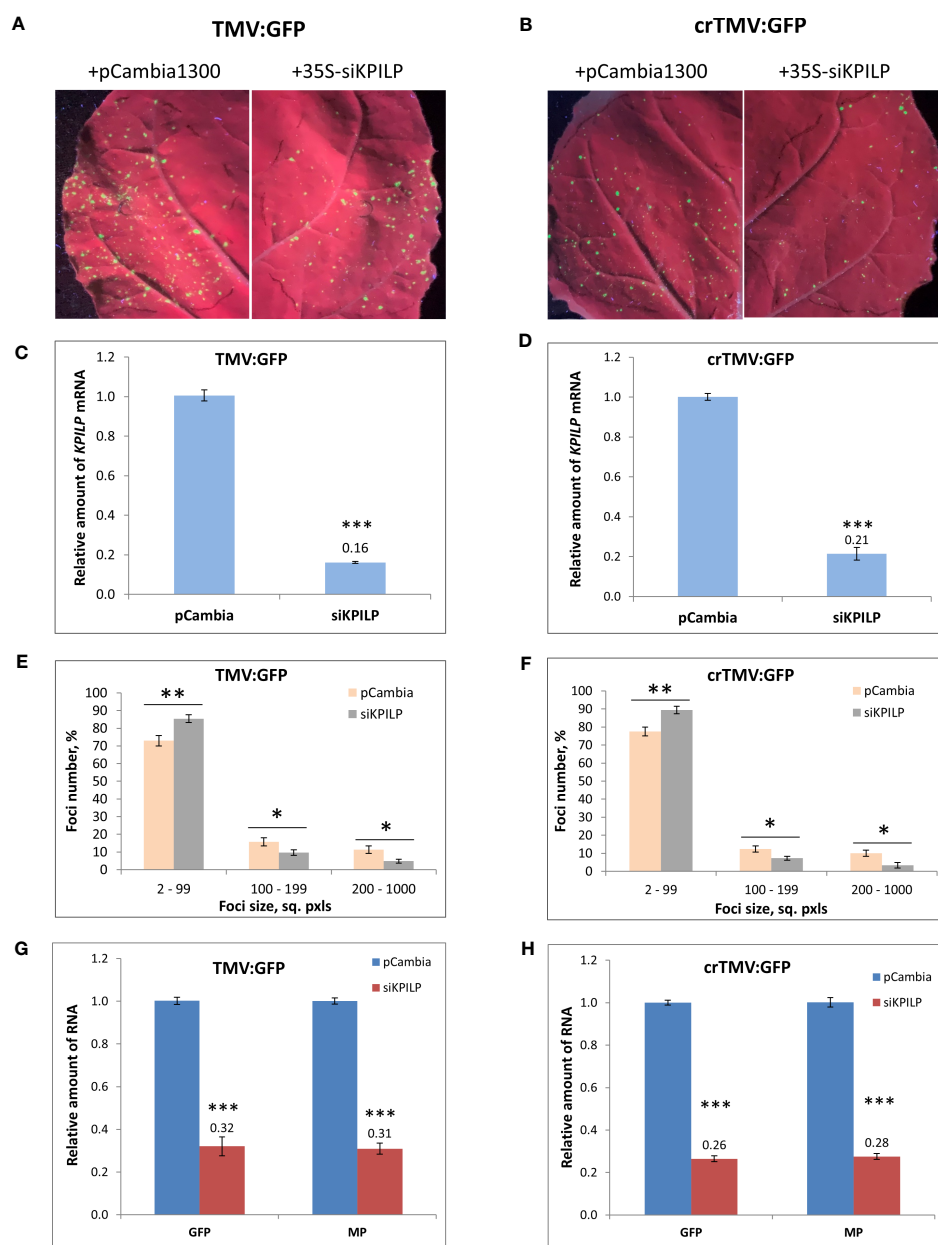 A
TMV:GFP
+pCambia1300
+35S-siKPILP
B
crTMV:GFP
+pCambia1300
+35S-siKPILP
C
TMV:GFP
Relative amount of KPILP mRNA
1.2
1.0
0.8
0.6
0.4
0.2
0.0
***
0.16
pCambia
siKPILP
D
crTMV:GFP
Relative amount of KPILP mRNA
1.2
1.0
0.8
0.6
0.4
0.2
0.0
***
0.21
pCambia
siKPILP
E
TMV:GFP
Foci number, %
100
90
80
70
60
50
40
30
20
10
0
**
*
*
pCambia
siKPILP
2 - 99
100 - 199
200 - 1000
Foci size, sq. pxls
F
crTMV:GFP
Foci number, %
100
90
80
70
60
50
40
30
20
10
0
**
*
*
pCambia
siKPILP
2 - 99
100 - 199
200 - 1000
Foci size, sq. pxls
G
TMV:GFP
Relative amount of RNA
1.2
1.0
0.8
0.6
0.4
0.2
0.0
pCambia
siKPILP
***
0.32
***
0.31
GFP
MP
H
crTMV:GFP
Relative amount of RNA
1.2
1.0
0.8
0.6
0.4
0.2
0.0
pCambia
siKPILP
***
0.26
***
0.28
GFP
MP